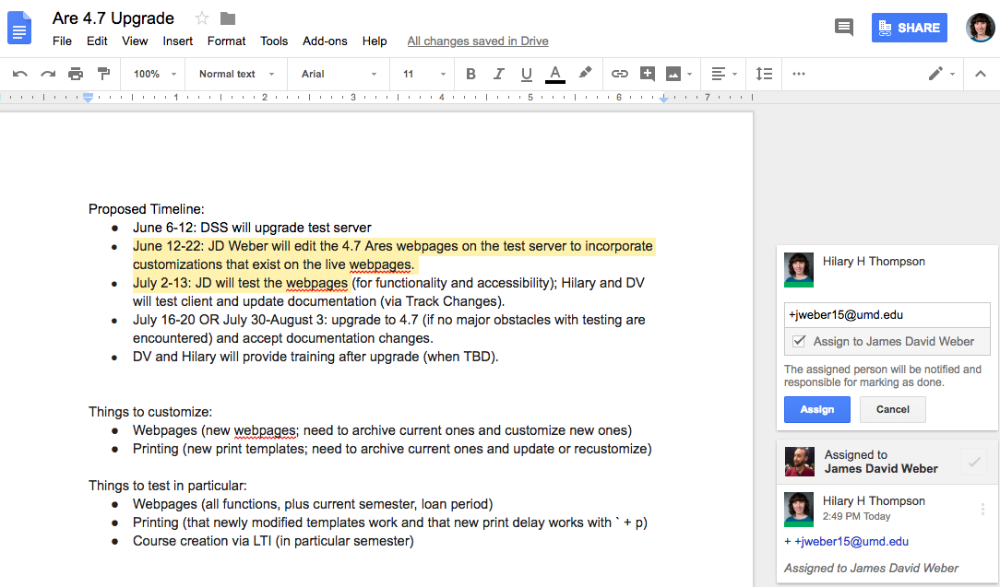 Are 4.7 Upgrade
File Edit View Insert Format Tools Add-ons Help All changes saved in Drive
SHARE
100% Normal text Arial 11 B I U A
1 2 3 4 5 6 7
Proposed Timeline:
● June 6-12: DSS will upgrade test server
● June 12-22: JD Weber will edit the 4.7 Ares webpages on the test server to incorporate
customizations that exist on the live webpages.
● July 2-13: JD will test the webpages (for functionality and accessibility); Hilary and DV
will test client and update documentation (via Track Changes).
● July 16-20 OR July 30-August 3: upgrade to 4.7 (if no major obstacles with testing are
encountered) and accept documentation changes.
● DV and Hilary will provide training after upgrade (when TBD).
Things to customize:
● Webpages (new webpages; need to archive current ones and customize new ones)
● Printing (new print templates; need to archive current ones and update or recustomize)
Things to test in particular:
● Webpages (all functions, plus current semester, loan period)
● Printing (that newly modified templates work and that new print delay works with ` + p)
● Course creation via LTI (in particular semester)
Hilary H Thompson
+jweber15@umd.edu
Assign to James David Weber
The assigned person will be notified and
responsible for marking as done.
Assign Cancel
Assigned to
James David Weber
Hilary H Thompson
2:49 PM Today
+ +jweber15@umd.edu
Assigned to James David Weber